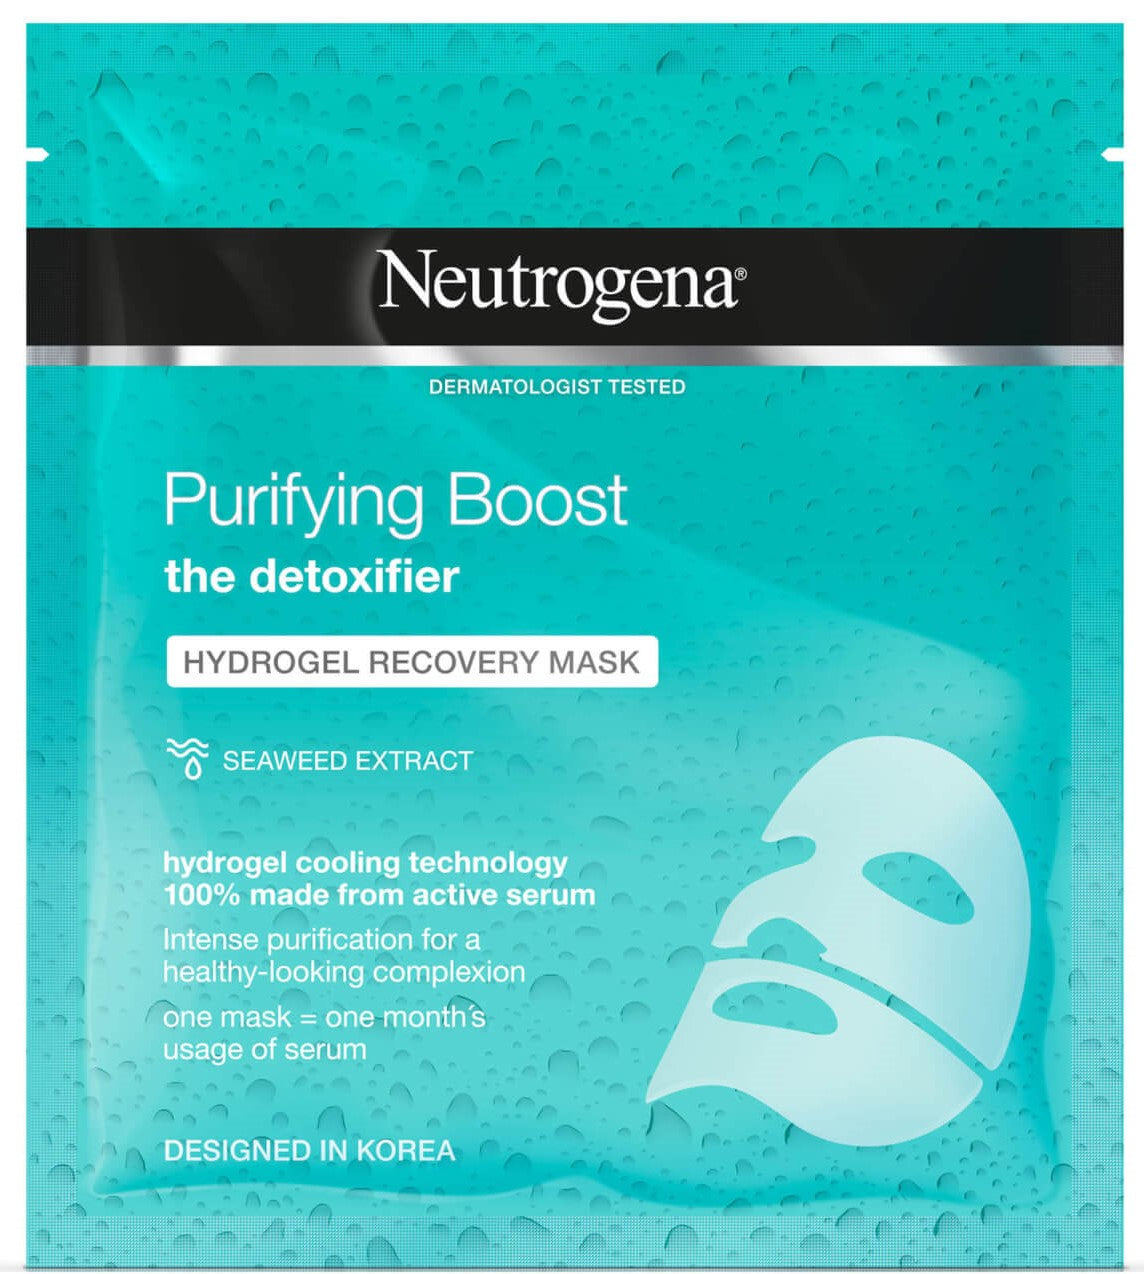 Neutrogena®
DERMATOLOGIST TESTED
Purifying Boost
the detoxifier
HYDROGEL RECOVERY MASK
SEAWEED EXTRACT
hydrogel cooling technology
100% made from active serum
Intense purification for a
healthy-looking complexion
one mask = one month´s
usage of serum
DESIGNED IN KOREA